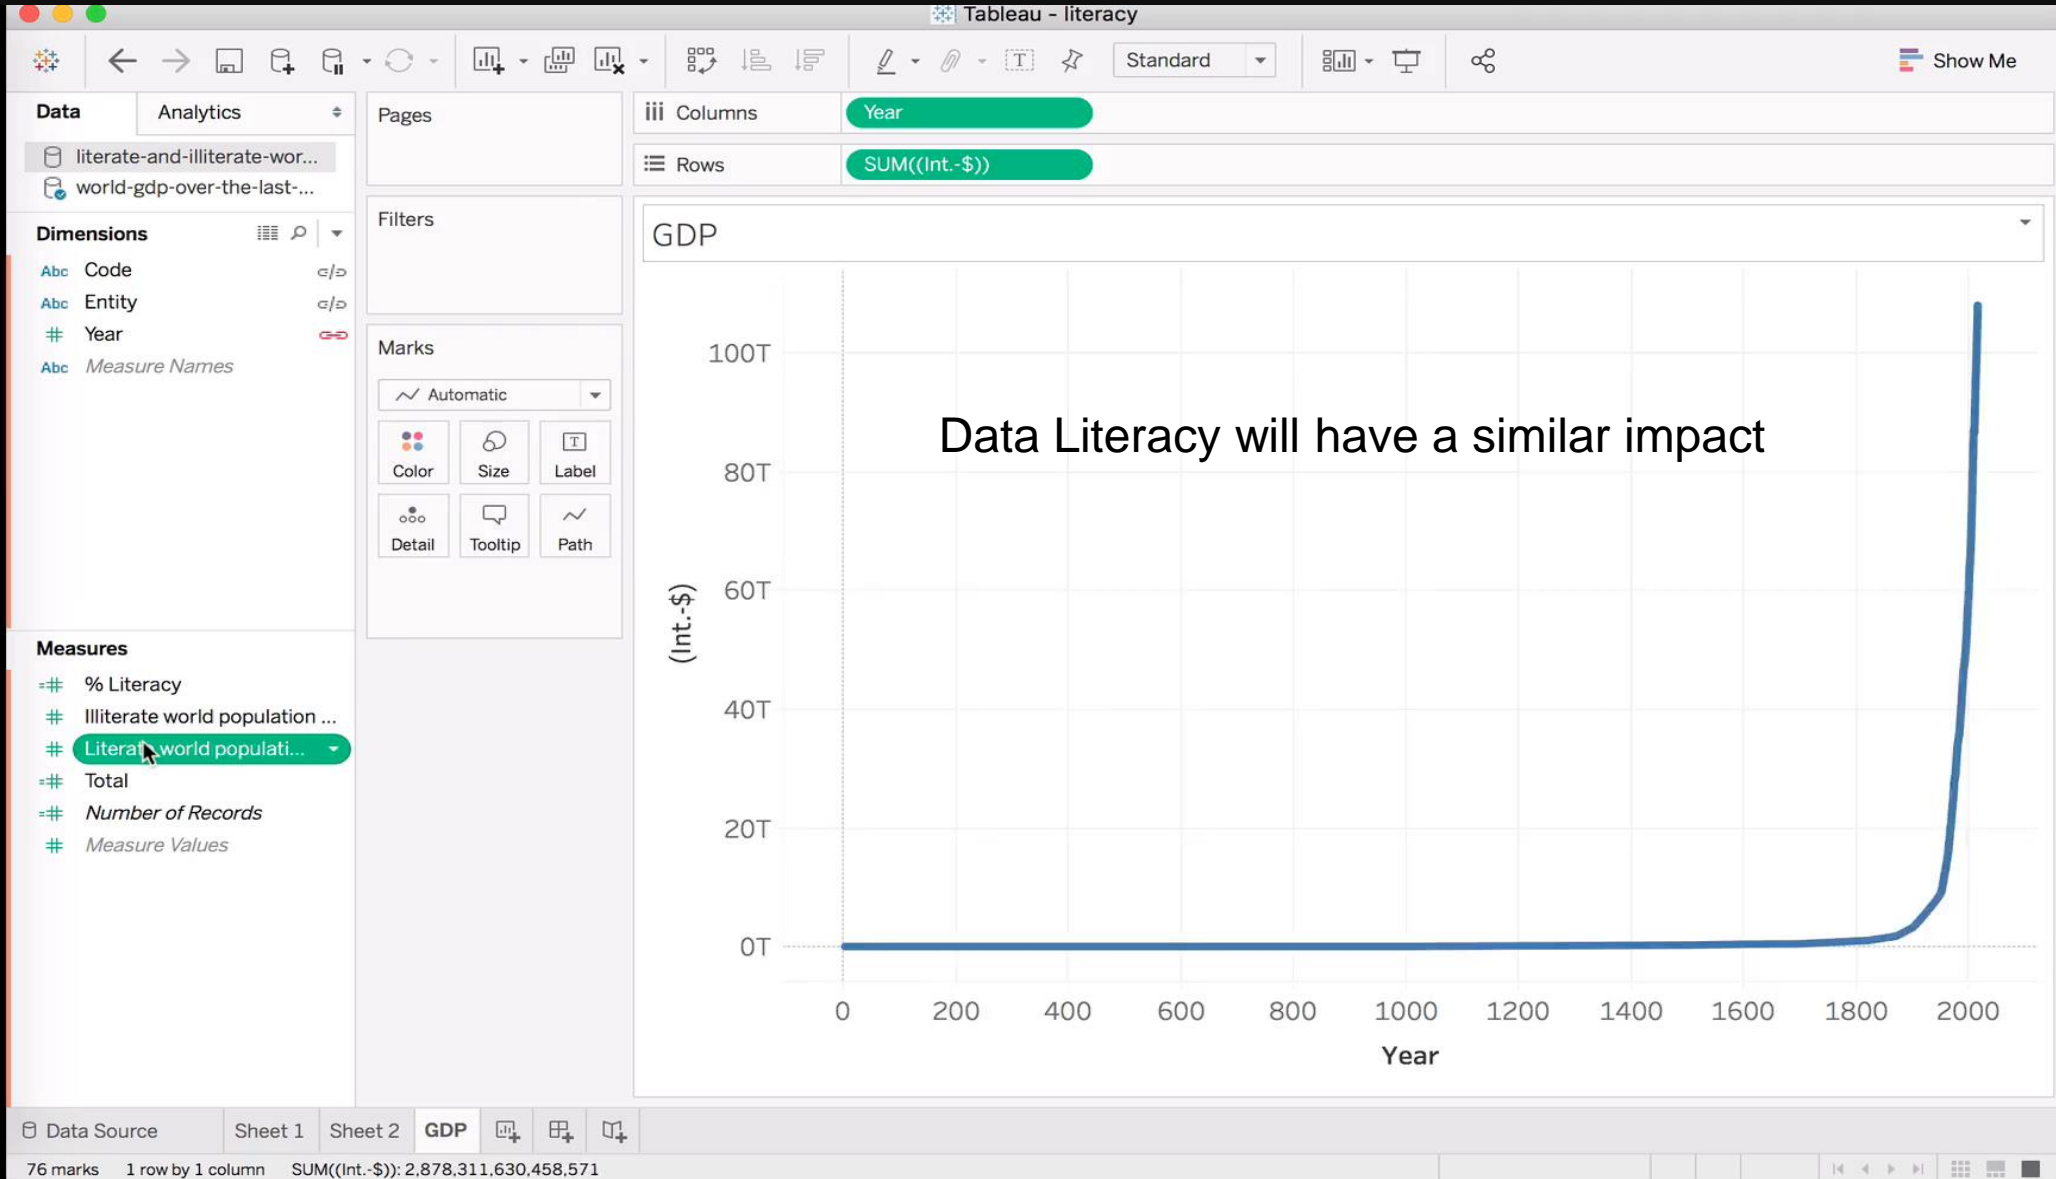 Tableau - literacy
Standard
Show Me
Data
Analytics
literate-and-illiterate-wor...
world-gdp-over-the-last-...
Dimensions
Abc Code
Abc Entity
# Year
Abc Measure Names
Measures
=# % Literacy
# Illiterate world population ...
# Literate world populati...
=# Total
=# Number of Records
# Measure Values
Pages
Filters
Marks
Automatic
Color Size Label
Detail Tooltip Path
Columns Year
Rows SUM((Int.-$))
GDP
Data Literacy will have a similar impact
(Int.-$)
100T
80T
60T
40T
20T
0T
0 200 400 600 800 1000 1200 1400 1600 1800 2000
Year
Data Source Sheet 1 Sheet 2 GDP
76 marks 1 row by 1 column SUM((Int.-$)): 2,878,311,630,458,571